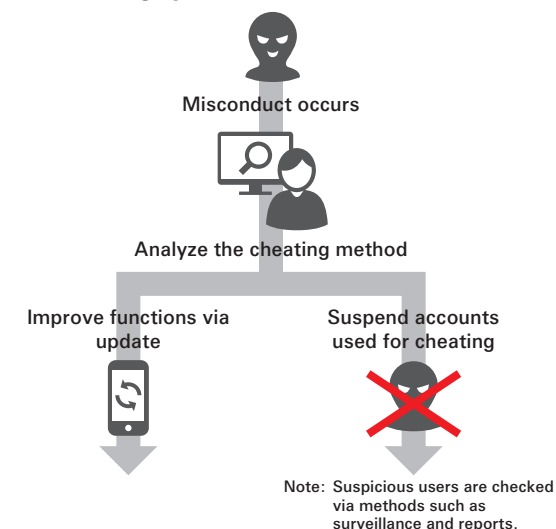 Misconduct occurs
Analyze the cheating method
Improve functions via
update
Suspend accounts
used for cheating
Note: Suspicious users are checked
via methods such as
surveillance and reports.